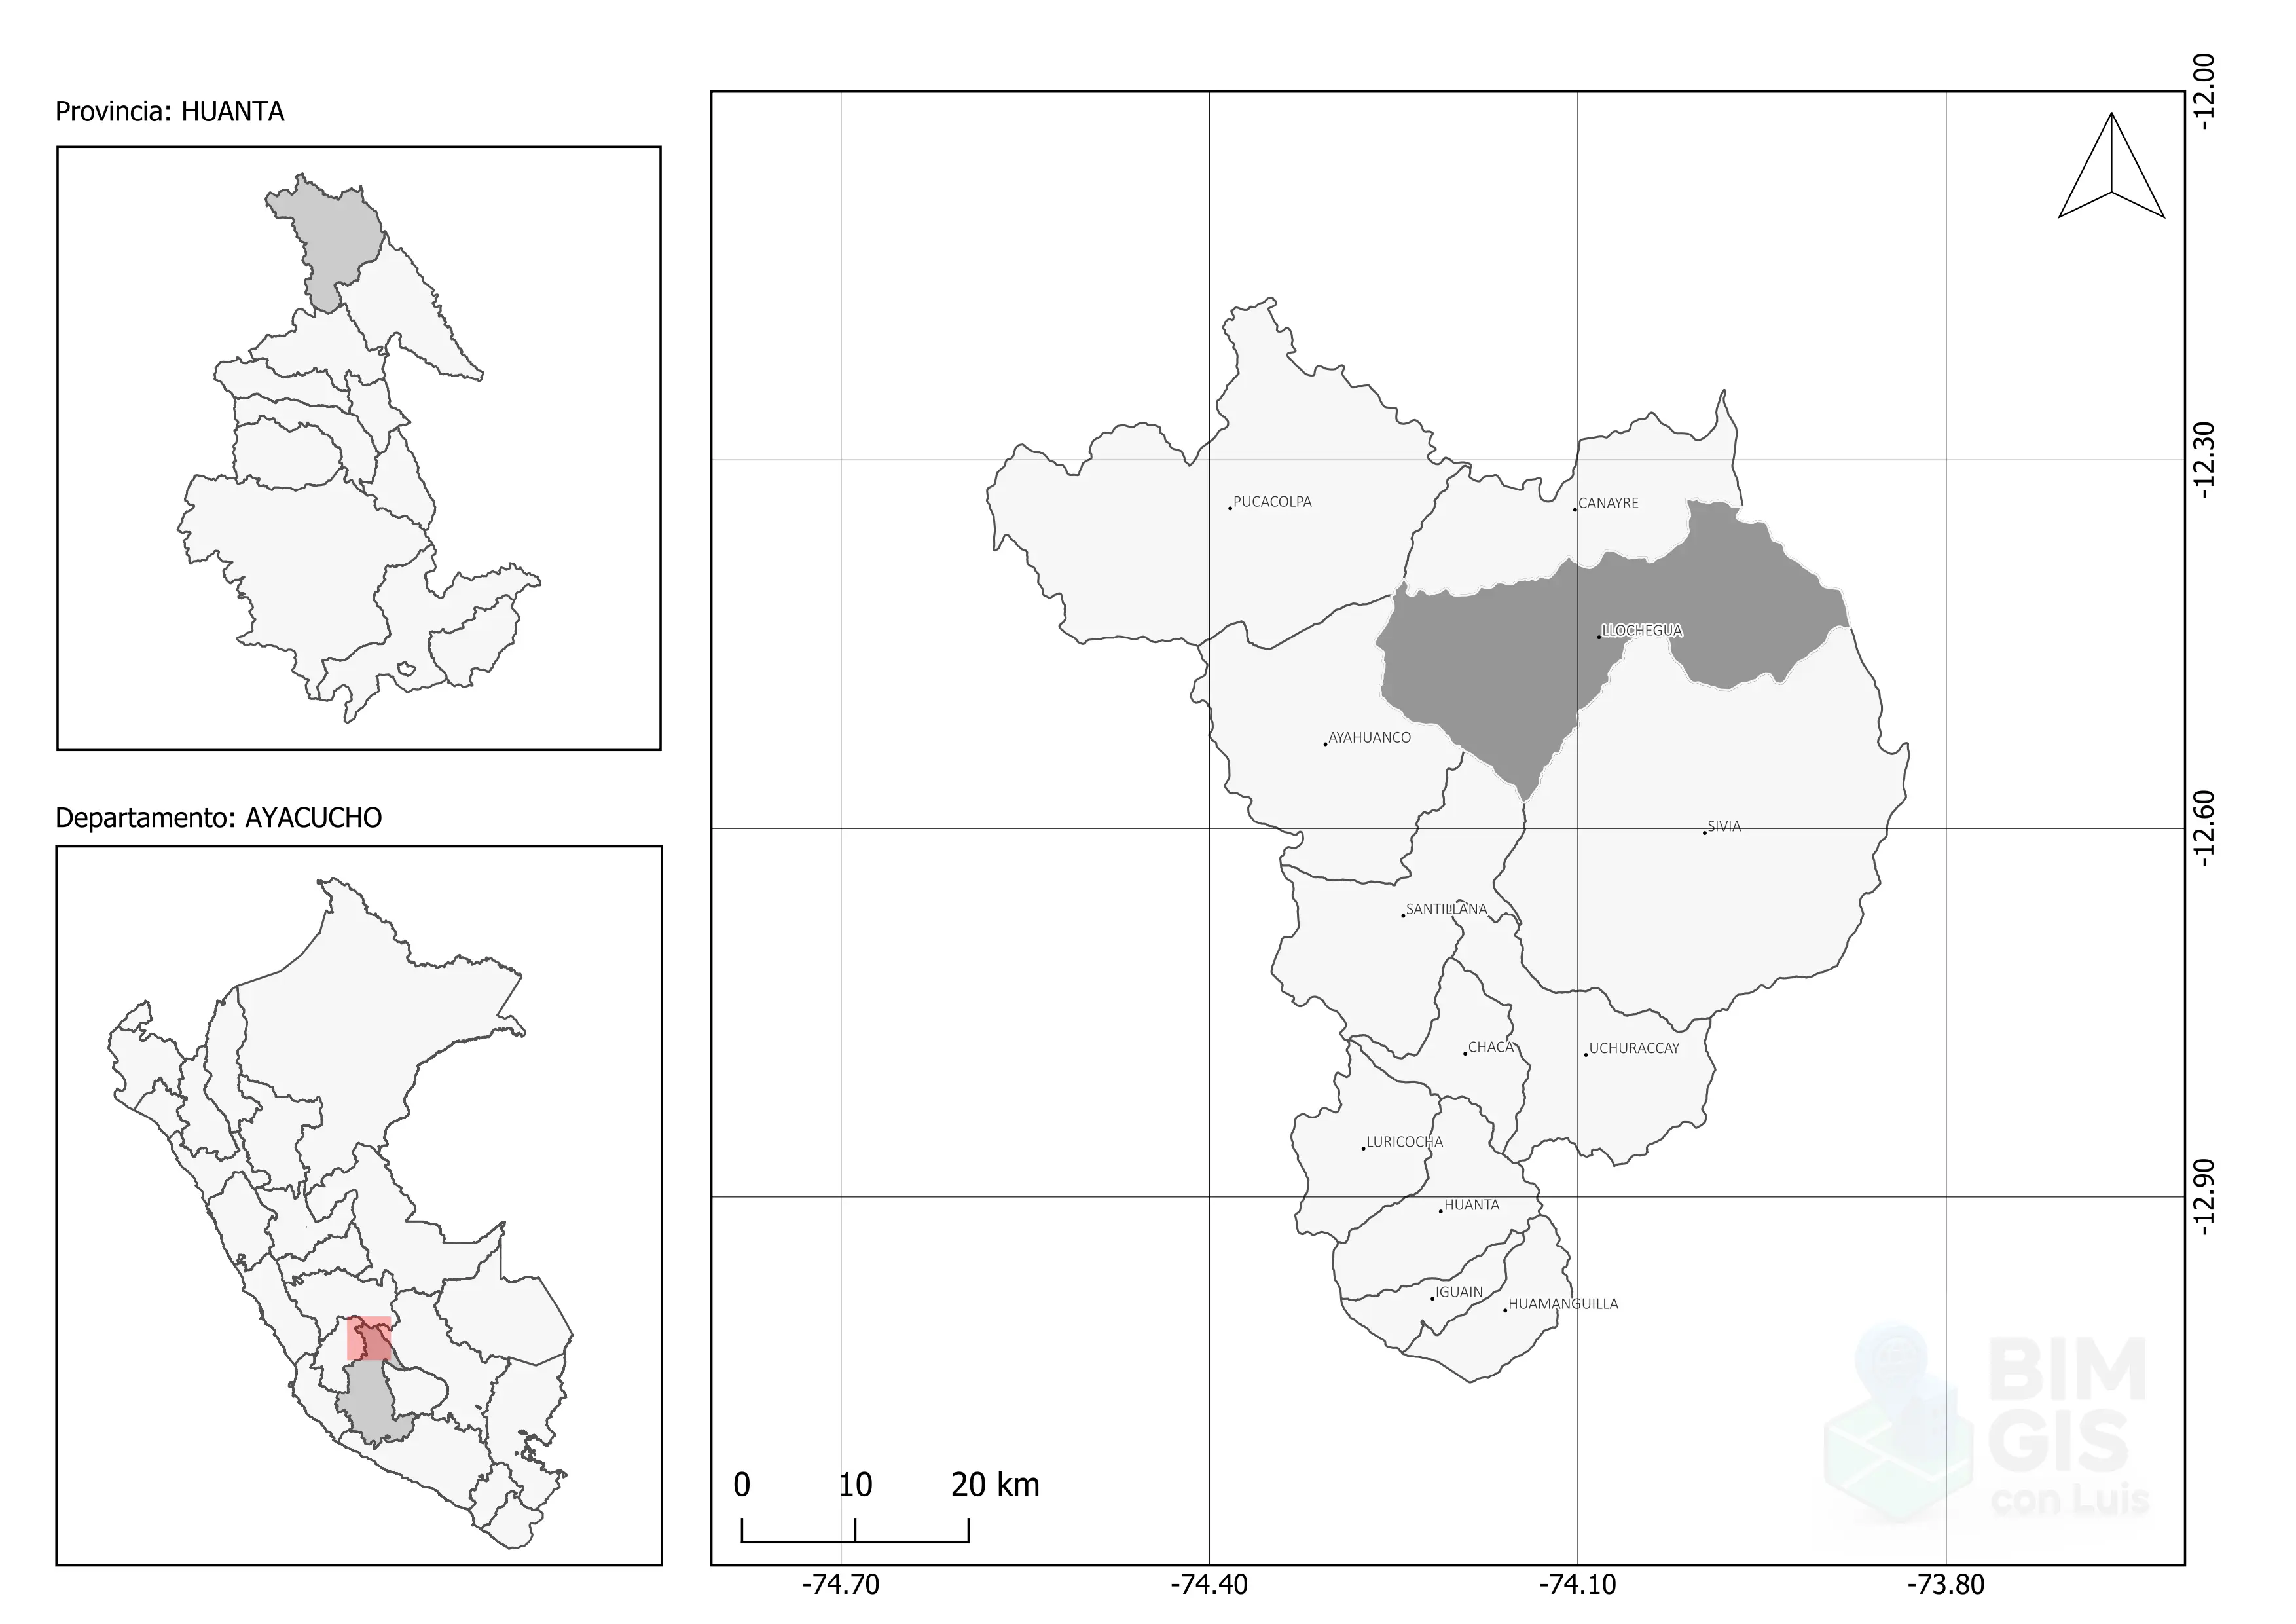 Provincia: HUANTA
Departamento: AYACUCHO
-12.00
-12.30
-12.60
-12.90
PUCACOLPA
CANAYRE
LLOCHEGUA
AYAHUANCO
SIVIA
SANTILLANA
CHACA
UCHURACCAY
LURICOCHA
HUANTA
IGUAIN
HUAMANGUILLA
BIM
GIS
con Luis
0 10 20 km
-74.70 -74.40 -74.10 -73.80